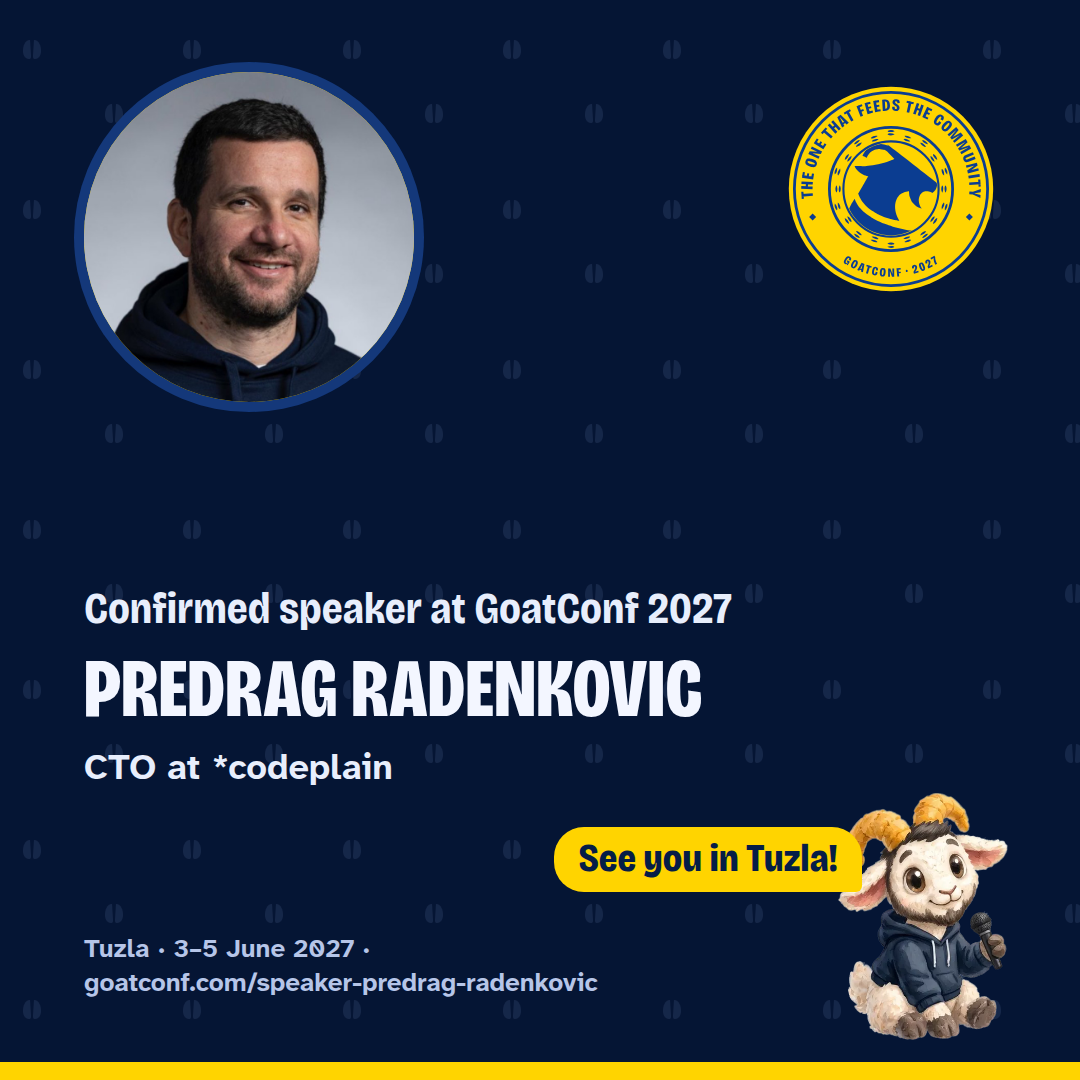 THE ONE THAT FEEDS THE COMMUNITY
GOATCONF · 2027
Confirmed speaker at GoatConf 2027
PREDRAG RADENKOVIC
CTO at *codeplain
See you in Tuzla!
Tuzla · 3–5 June 2027 ·
goatconf.com/speaker-predrag-radenkovic